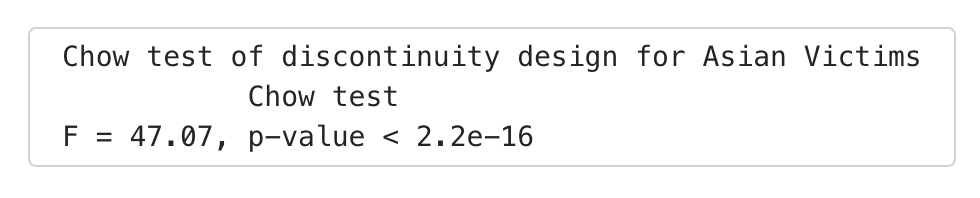 Chow test of discontinuity design for Asian Victims
Chow test
F = 47.07, p-value < 2.2e-16